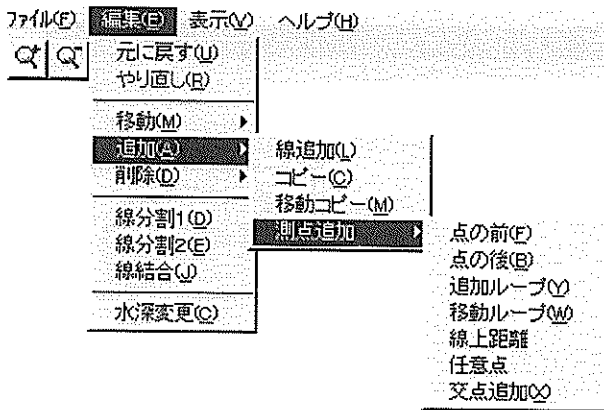 ファイル(F) 編集(E) 表示(V) ヘルプ(H)
元に戻す(U)
やり直し(R)
移動(M)
追加(A)
削除(D)
線分割1(D)
線分割2(E)
線結合(J)
水深変更(C)
線追加(L)
コピー(C)
移動コピー(M)
測点追加
点の前(F)
点の後(B)
追加ループ(Y)
移動ループ(W)
線上距離
任意点
交点追加(X)